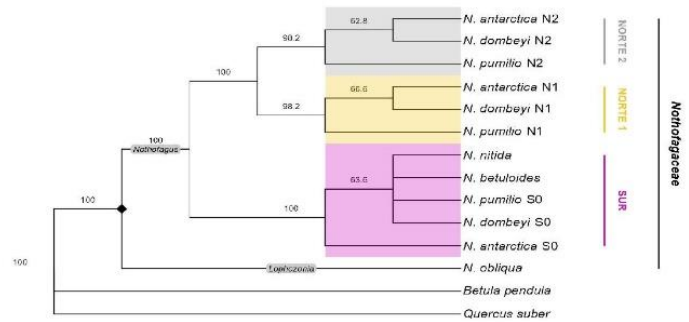 N. antarctica N2
62.8
N. dombeyi N2
90.2
N. pumilio N2
100
N. antarctica N1
66.6
N. dombeyi N1
98.2
N. pumilio N1
100
Nothofagus
N. nitida
N. betuloides
63.6
N. pumilio S0
100
N. dombeyi S0
100
N. antarctica S0
100
Lophozonia
N. obliqua
Betula pendula
Quercus suber
NORTE 2
NORTE 1
SUR
Nothofagaceae